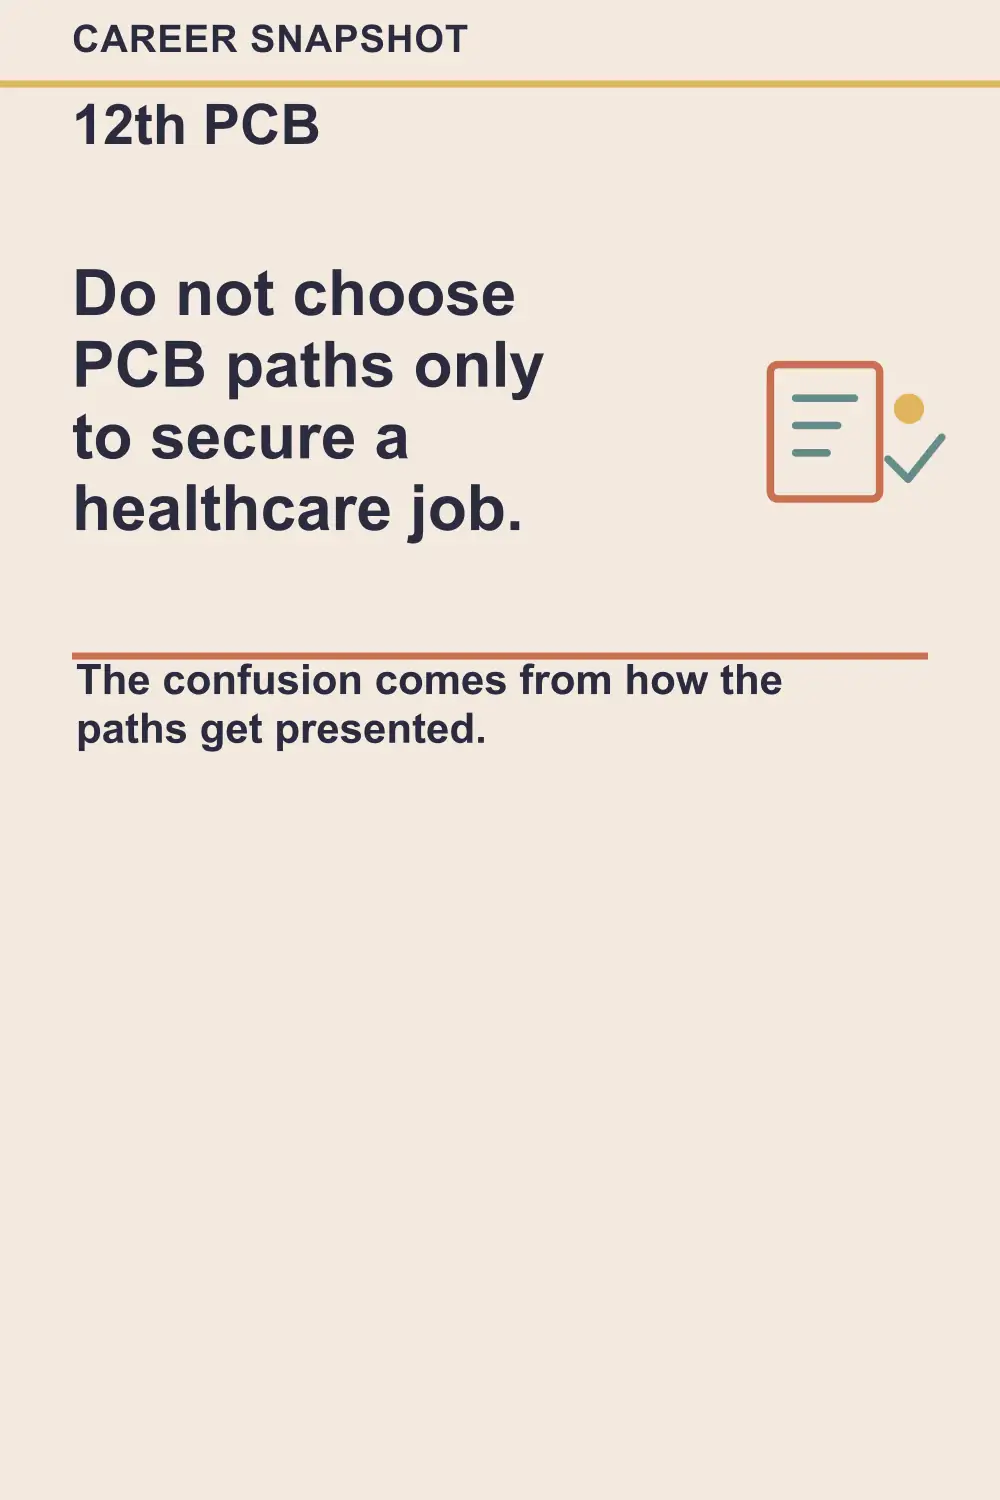 CAREER SNAPSHOT
12th PCB
Do not choose
PCB paths only
to secure a
healthcare job.
The confusion comes from how the
paths get presented.